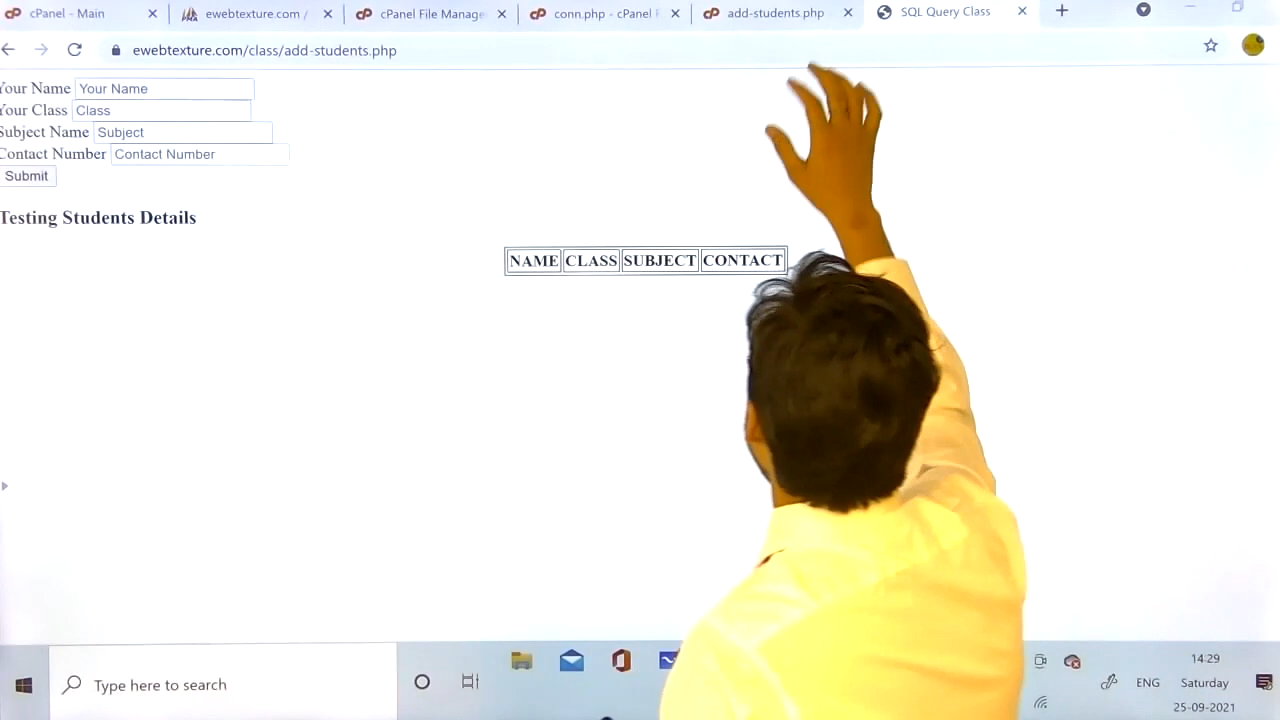 cPanel - Main
ewebtexture.com /
cPanel File Manage
conn.php - cPanel F
add-students.php
SQL Query Class
ewebtexture.com/class/add-students.php
Your Name Your Name
Your Class Class
Subject Name Subject
Contact Number Contact Number
Submit
Testing Students Details
NAME CLASS SUBJECT CONTACT
Type here to search
14:29
ENG Saturday
25-09-2021